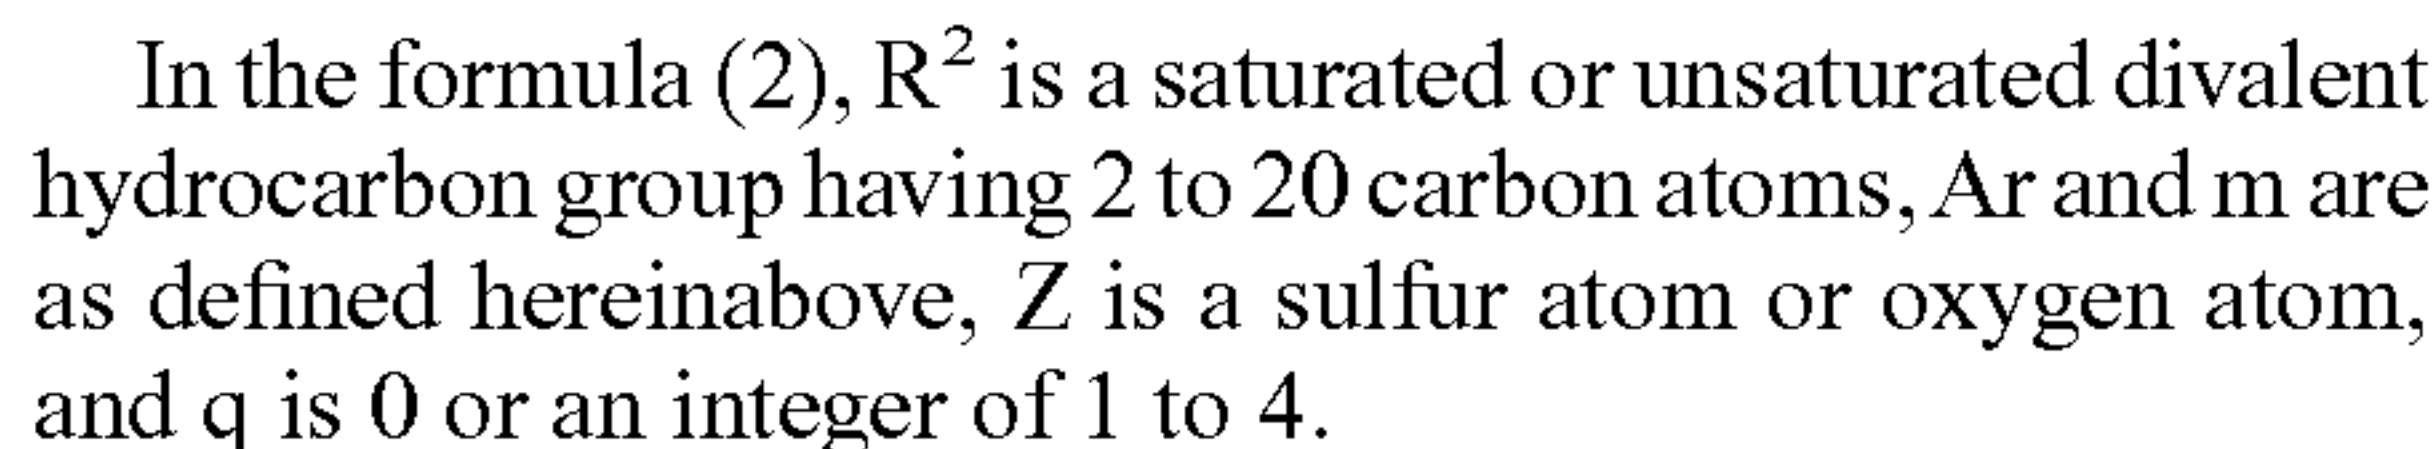 In the formula (2), R² is a saturated or unsaturated divalent
hydrocarbon group having 2 to 20 carbon atoms, Ar and m are
as defined hereinabove, Z is a sulfur atom or oxygen atom,
and q is 0 or an integer of 1 to 4.